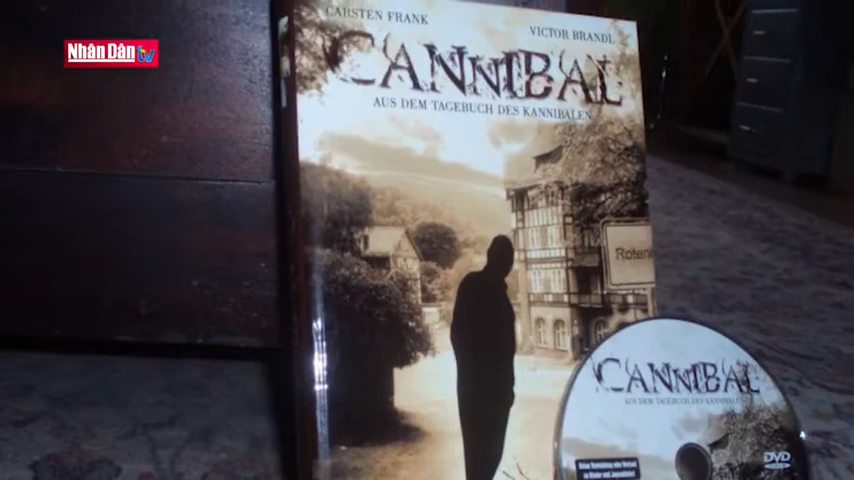 CARSTEN FRANK
VICTOR BRANDL
Nhân Dân tv
CANNIBAL
AUS DEM TAGEBUCH DES KANNIBALEN
Roten
CANNIBAL
AUS DEM TAGEBUCH DES KANNIBALEN
DVD